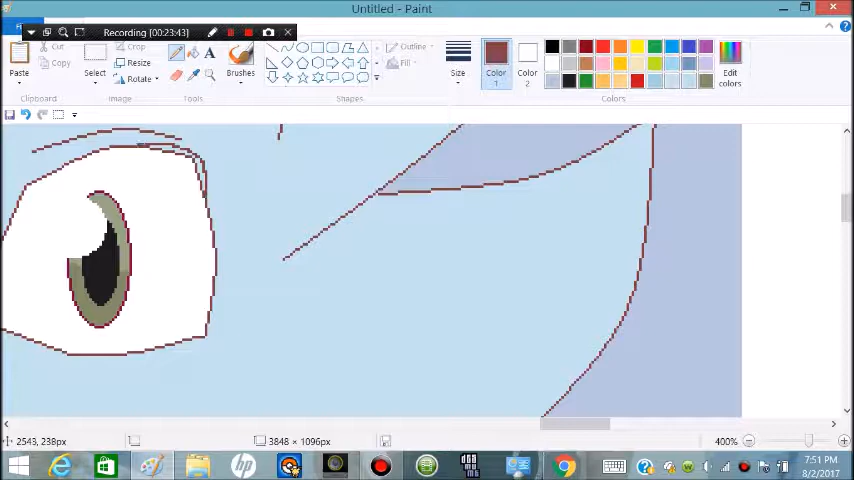 Untitled - Paint
Recording [00:23:43]
Paste
Cut
Copy
Clipboard
Select
Crop
Resize
Rotate
Image
A
Tools
Brushes
Outline
Fill
Shapes
Size
Color 1
Color 2
Edit colors
Colors
2543, 238px
3848 × 1096px
400%
hp
7:51 PM
8/2/2017